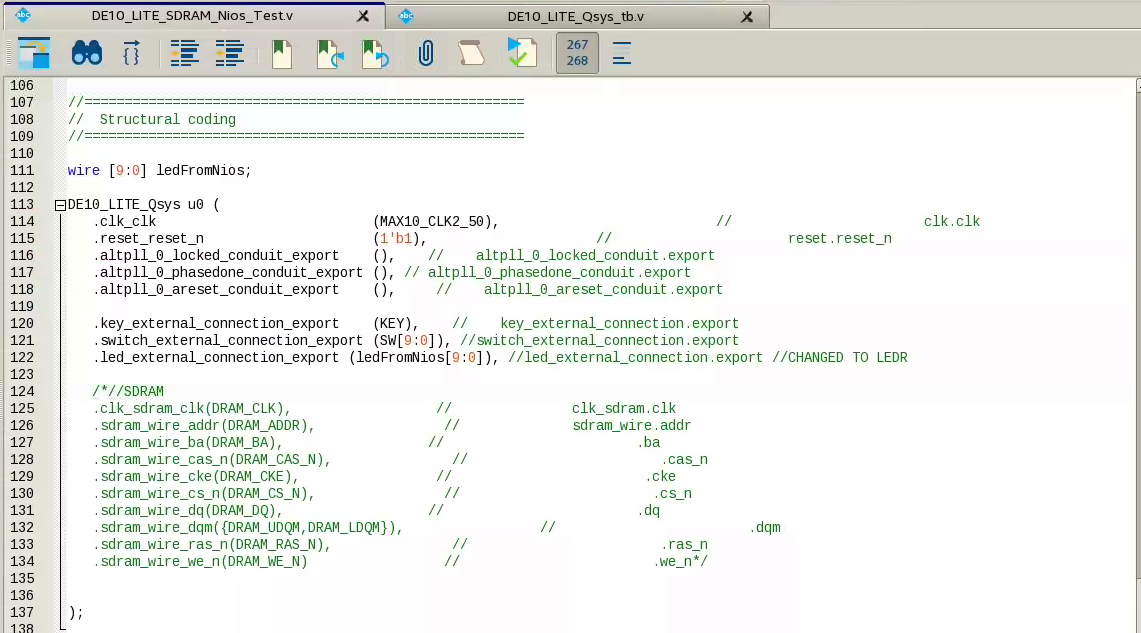 DE10_LITE_SDRAM_Nios_Test.v
DE10_LITE_Qsys_tb.v
267
268
106
107 //=======================================================
108 //  Structural coding
109 //=======================================================
110
111 wire [9:0] ledFromNios;
112
113 DE10_LITE_Qsys u0 (
114 .clk_clk (MAX10_CLK2_50), // clk.clk
115 .reset_reset_n (1'b1), // reset.reset_n
116 .altpll_0_locked_conduit_export (), // altpll_0_locked_conduit.export
117 .altpll_0_phasedone_conduit_export (), // altpll_0_phasedone_conduit.export
118 .altpll_0_areset_conduit_export (), // altpll_0_areset_conduit.export
119
120 .key_external_connection_export (KEY), // key_external_connection.export
121 .switch_external_connection_export (SW[9:0]), //switch_external_connection.export
122 .led_external_connection_export (ledFromNios[9:0]), //led_external_connection.export //CHANGED TO LEDR
123
124 /*//SDRAM
125 .clk_sdram_clk(DRAM_CLK), // clk_sdram.clk
126 .sdram_wire_addr(DRAM_ADDR), // sdram_wire.addr
127 .sdram_wire_ba(DRAM_BA), // .ba
128 .sdram_wire_cas_n(DRAM_CAS_N), // .cas_n
129 .sdram_wire_cke(DRAM_CKE), // .cke
130 .sdram_wire_cs_n(DRAM_CS_N), // .cs_n
131 .sdram_wire_dq(DRAM_DQ), // .dq
132 .sdram_wire_dqm({DRAM_UDQM,DRAM_LDQM}), // .dqm
133 .sdram_wire_ras_n(DRAM_RAS_N), // .ras_n
134 .sdram_wire_we_n(DRAM_WE_N) // .we_n*/
135
136
137 );
138